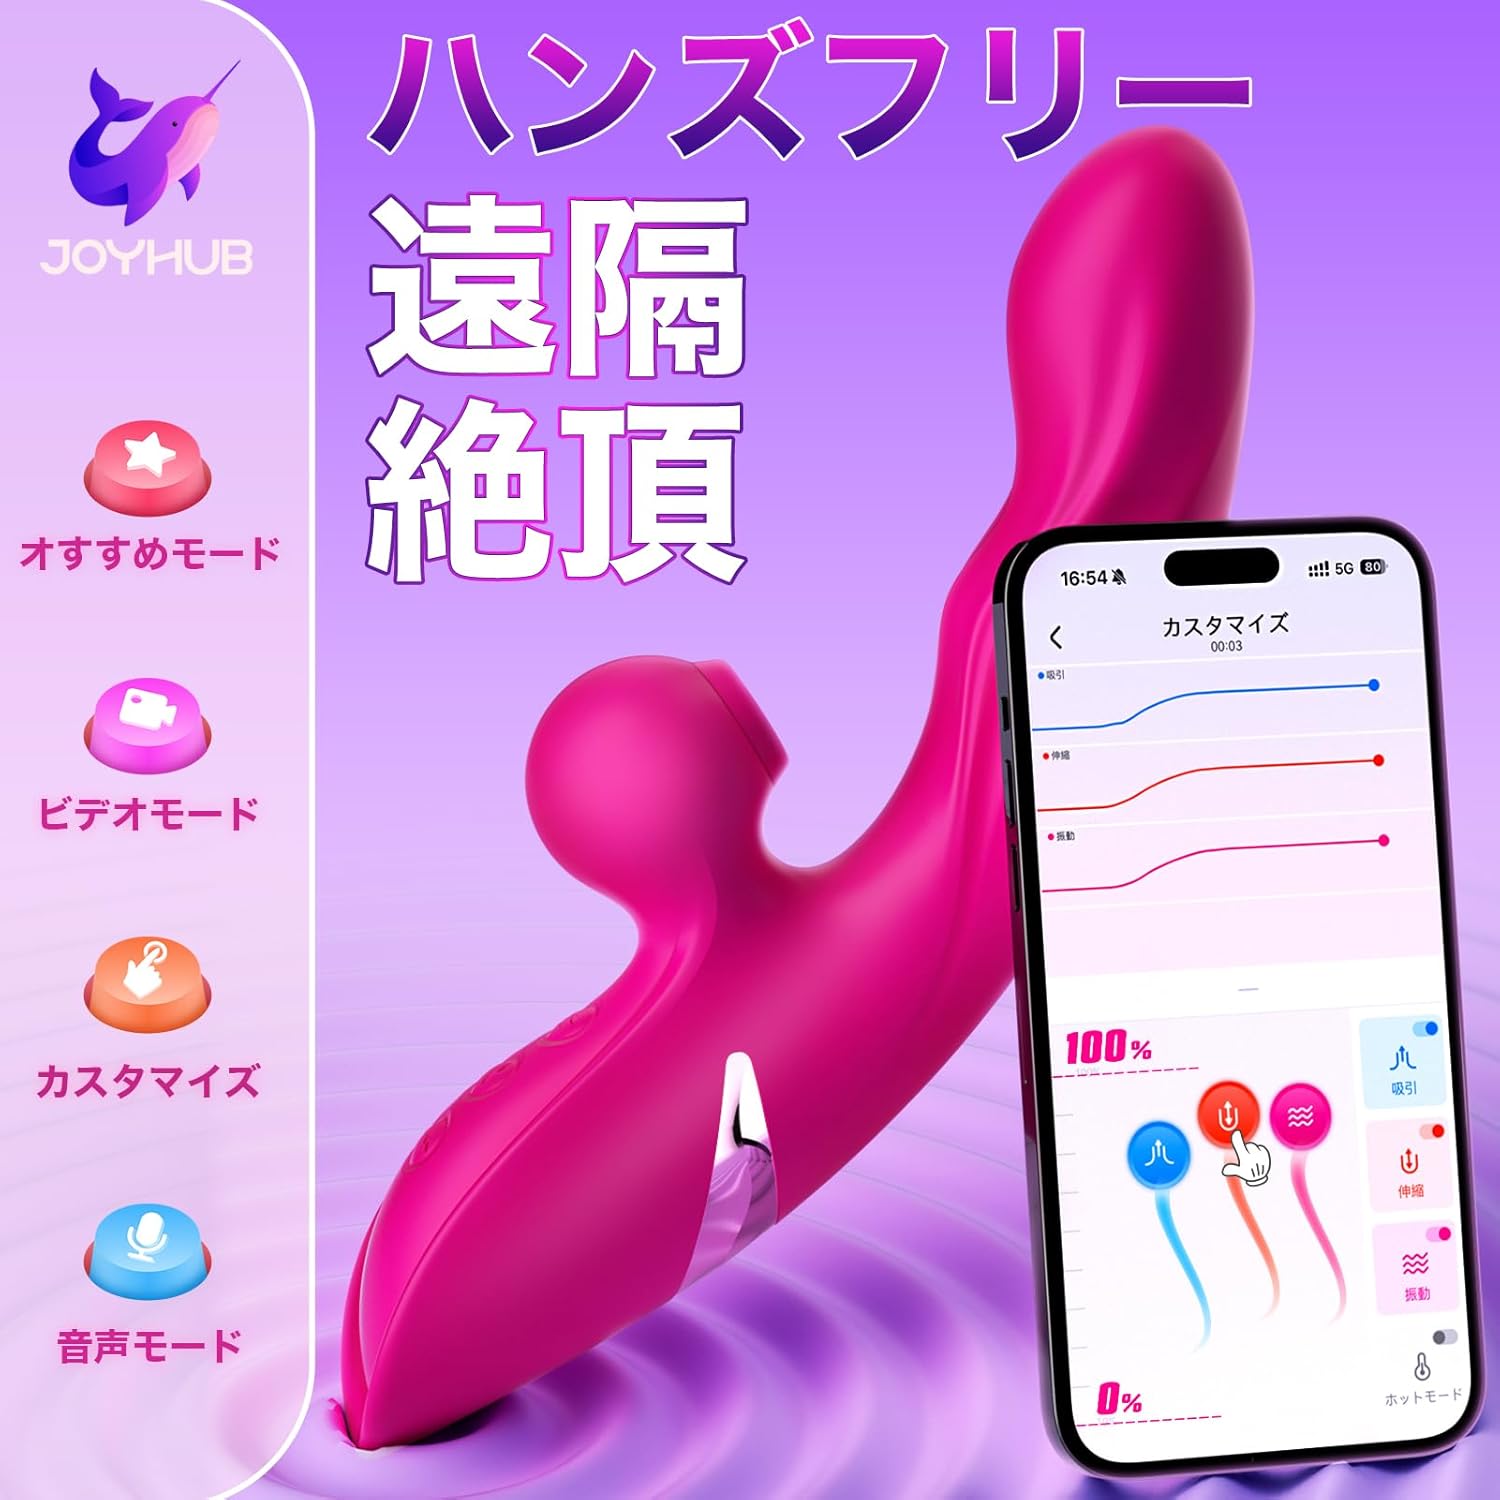 JOYHUB
オすすめモード
ビデオモード
カスタマイズ
音声モード
ハンズフリー
遠隔
絶頂
16:54
5G 80
カスタマイズ
00:03
吸引
伸縮
振動
100%
0%
吸引
伸縮
振動
ホットモード